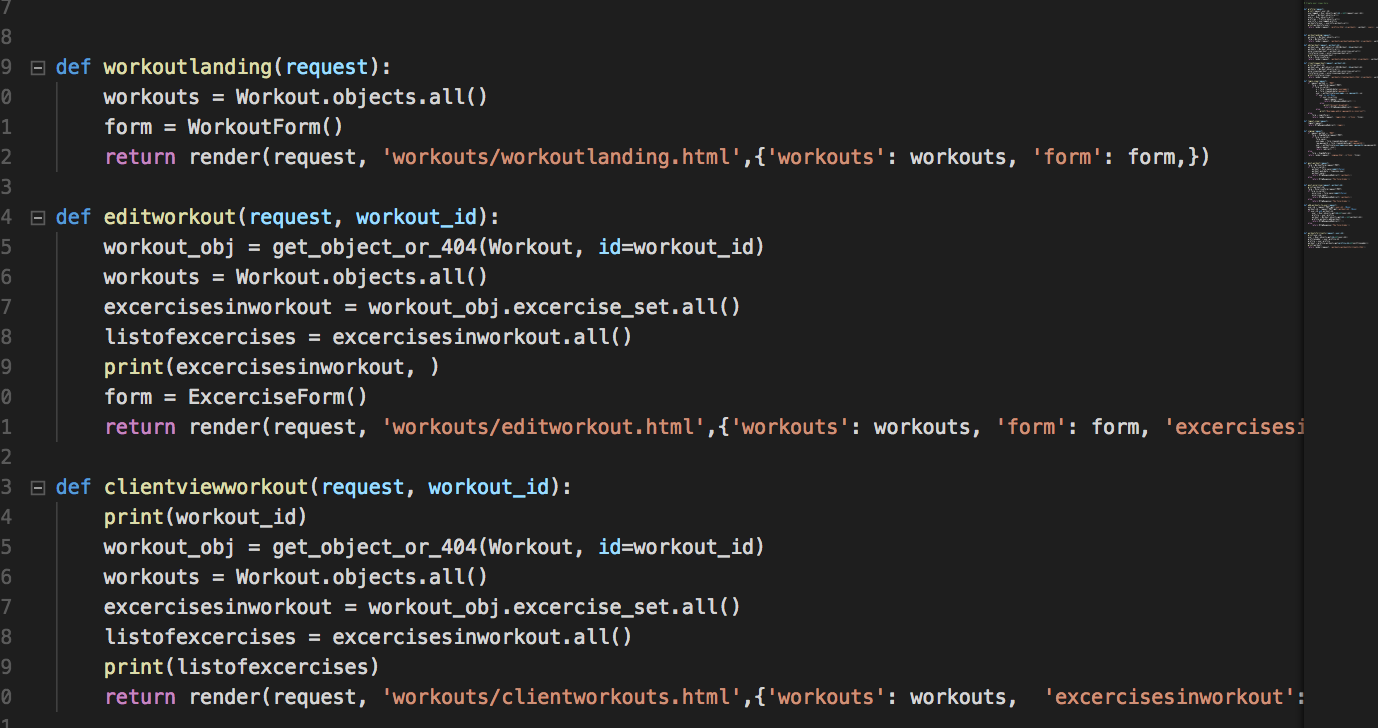 7
8
9 def workoutlanding(request):
0 workouts = Workout.objects.all()
1 form = WorkoutForm()
2 return render(request, 'workouts/workoutlanding.html',{'workouts': workouts, 'form': form,})
3
4 def editworkout(request, workout_id):
5 workout_obj = get_object_or_404(Workout, id=workout_id)
6 workouts = Workout.objects.all()
7 excercisesinworkout = workout_obj.excercise_set.all()
8 listofexcercises = excercisesinworkout.all()
9 print(excercisesinworkout, )
0 form = ExcerciseForm()
1 return render(request, 'workouts/editworkout.html',{'workouts': workouts, 'form': form, 'excercisesi
2
3 def clientviewworkout(request, workout_id):
4 print(workout_id)
5 workout_obj = get_object_or_404(Workout, id=workout_id)
6 workouts = Workout.objects.all()
7 excercisesinworkout = workout_obj.excercise_set.all()
8 listofexcercises = excercisesinworkout.all()
9 print(listofexcercises)
0 return render(request, 'workouts/clientworkouts.html',{'workouts': workouts,  'excercisesinworkout':
1